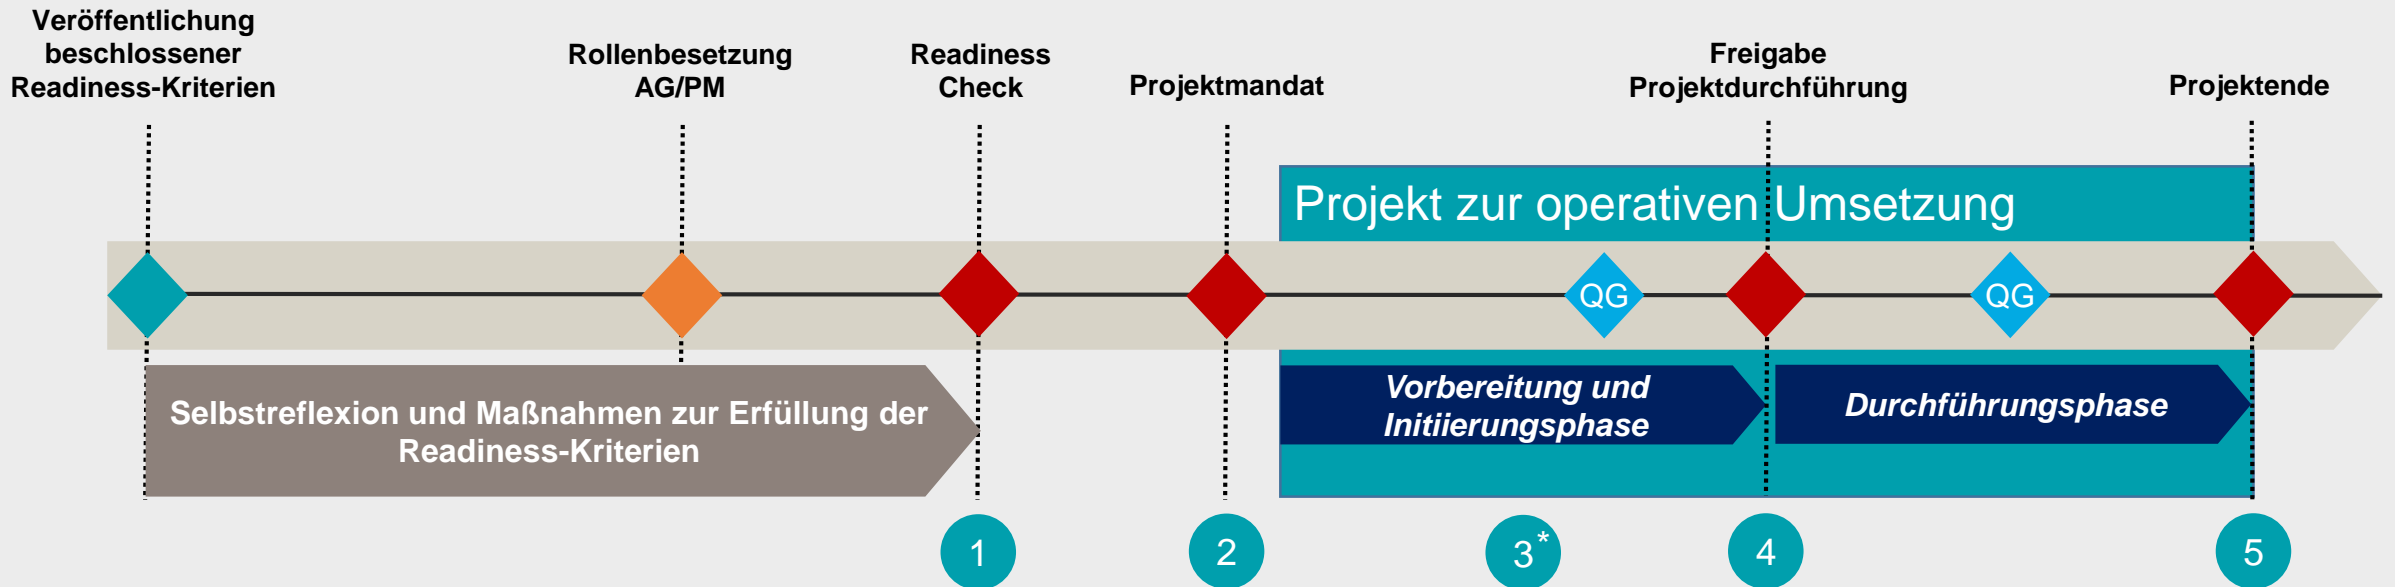 Veröffentlichung
beschlossener
Readiness-Kriterien
Rollenbesetzung
AG/PM
Readiness
Check
Projektmandat
Freigabe
Projektdurchführung
Projektende
Projekt zur operativen Umsetzung
QG
QG
Selbstreflexion und Maßnahmen zur Erfüllung der
Readiness-Kriterien
Vorbereitung und
Initiierungsphase
Durchführungsphase
1
2
3*
4
5